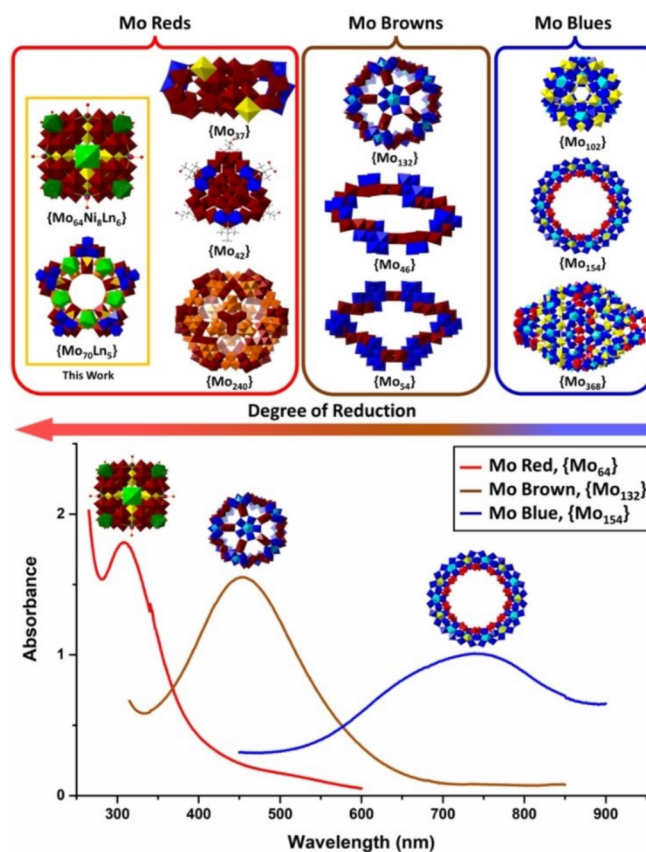 Mo Reds
Mo Browns
Mo Blues
{Mo₆₄Ni₈Ln₆}
{Mo₇₀Ln₅}
This Work
{Mo₃₇}
{Mo₄₂}
{Mo₂₄₀}
{Mo₁₃₂}
{Mo₄₆}
{Mo₅₄}
{Mo₁₀₂}
{Mo₁₅₄}
{Mo₃₆₈}
Degree of Reduction
Mo Red, {Mo₆₄}
Mo Brown, {Mo₁₃₂}
Mo Blue, {Mo₁₅₄}
Absorbance
2
1
0
300 400 500 600 700 800 900
Wavelength (nm)